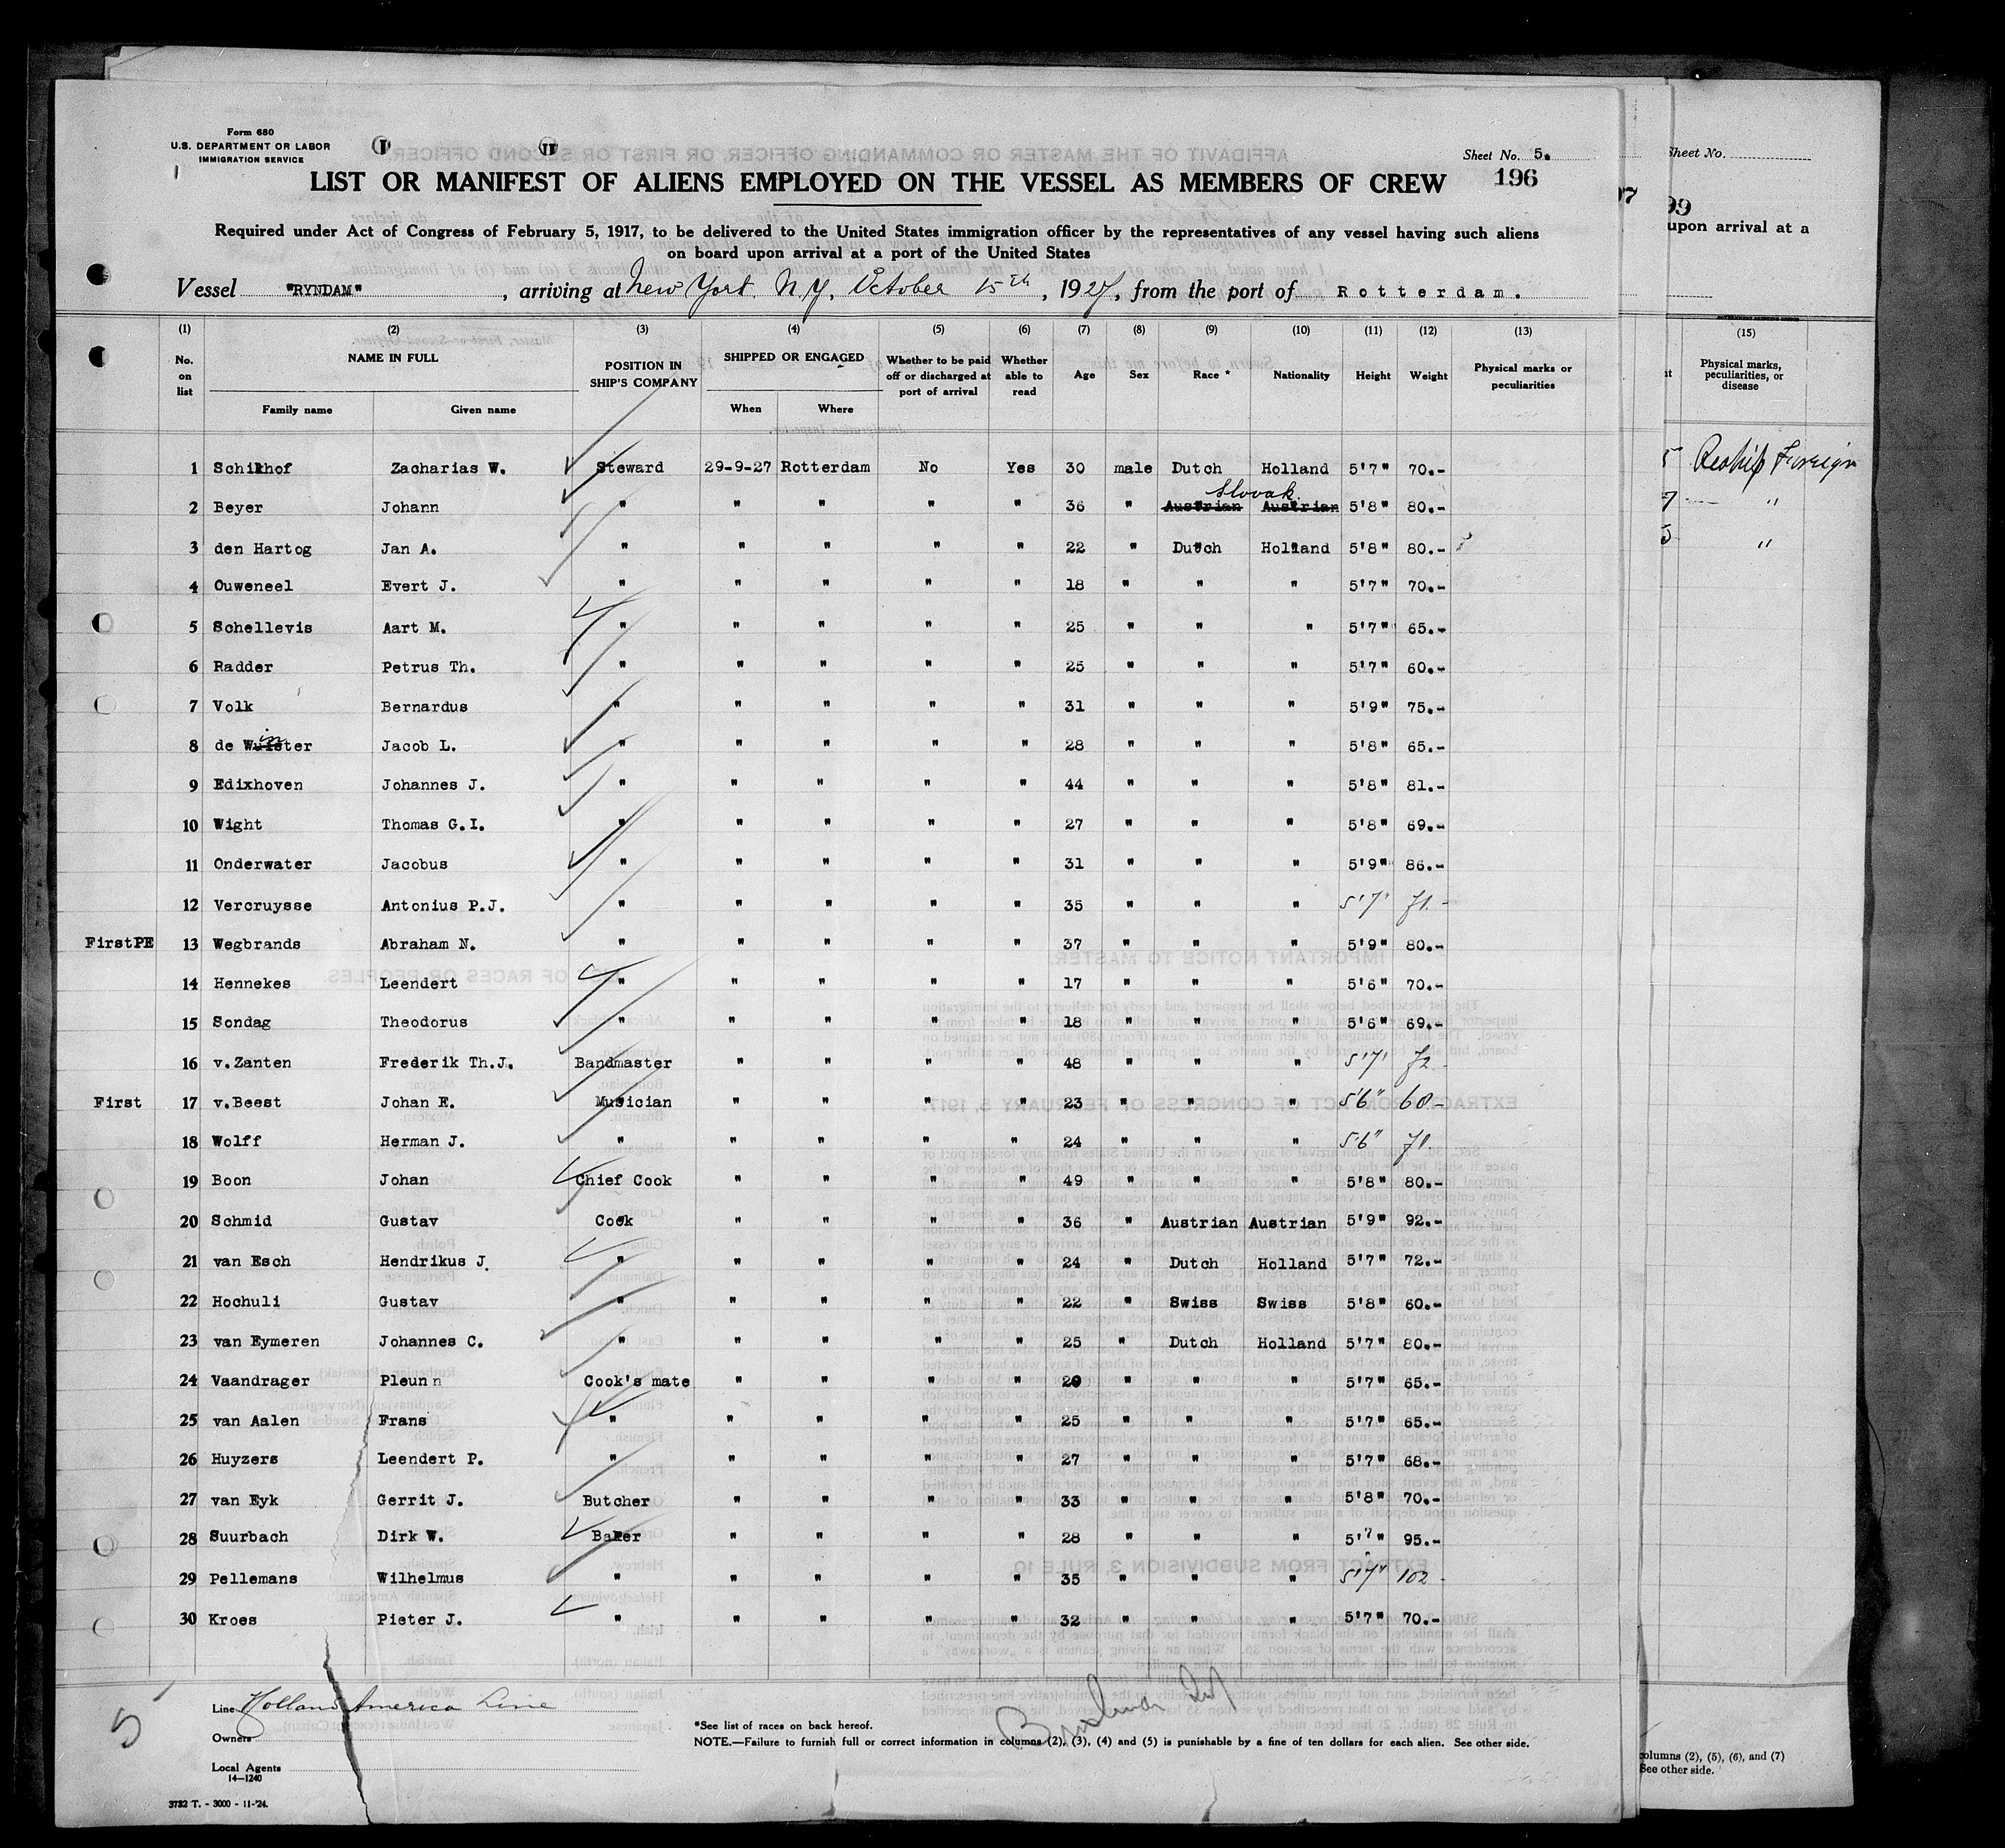 Form 680
U.S. DEPARTMENT OR LABOR
IMMIGRATION SERVICE
I II
Sheet No. 5.
196
LIST OR MANIFEST OF ALIENS EMPLOYED ON THE VESSEL AS MEMBERS OF CREW
Required under Act of Congress of February 5, 1917, to be delivered to the United States immigration officer by the representatives of any vessel having such aliens
on board upon arrival at a port of the United States
Vessel "RYNDAM", arriving at New York. N.Y. October 15th, 1927, from the port of Rotterdam.
(1) (2) (3) (4) (5) (6) (7) (8) (9) (10) (11) (12) (13)
No. on list NAME IN FULL Family name Given name POSITION IN SHIP'S COMPANY SHIPPED OR ENGAGED When Where Whether to be paid off or discharged at port of arrival Whether able to read Age Sex Race * Nationality Height Weight Physical marks or peculiarities
1 Schilthof Zacharias W. Steward 29-9-27 Rotterdam No Yes 30 male Dutch Holland 5'7" 70.-
Slovak
2 Beyer Johann " " " " " 36 " Austrian Austrian 5'8" 80.-
3 den Hartog Jan A. " " " " " 22 " Dutch Holland 5'8" 80.-
4 Ouweneel Evert J. " " " " " 18 " " " 5'7" 70.-
5 Schellevis Aart M. " " " " " 25 " " " 5'7" 65.-
6 Radder Petrus Th. " " " " " 25 " " " 5'7" 60.-
7 Volk Bernardus " " " " " 31 " " " 5'9" 75.-
in
8 de Wuister Jacob L. " " " " " 28 " " " 5'8" 65.-
9 Edixhoven Johannes J. " " " " " 44 " " " 5'8" 81.-
10 Wight Thomas G.I. " " " " " 27 " " " 5'8" 69.-
11 Onderwater Jacobus " " " " " 31 " " " 5'9" 86.-
12 Vercruysse Antonius P.J. " " " " " 35 " " " 5'7" 71.-
FirstPE 13 Wegbrands Abraham N. " " " " " 37 " " " 5'9" 80.-
14 Hennekes Leendert " " " " " 17 " " " 5'6" 70.-
15 Sondag Theodorus " " " " " 18 " " " 5'6" 69.-
16 v.Zanten Frederik Th.J. Bandmaster " " " " 48 " " " 5'7" 72-
First 17 v.Beest Johan E. Musician " " " " 23 " " " 5'6" 60-
18 Wolff Herman J. " " " " " 24 " " " 5'6" 71.
19 Boon Johan Chief Cook " " " " 49 " " " 5'8" 80.-
20 Schmid Gustav Cook " " " " 36 " Austrian Austrian 5'9" 92.-
21 van Esch Hendrikus J. " " " " " 24 " Dutch Holland 5'7" 72.-
22 Hochuli Gustav " " " " " 22 " Swiss Swiss 5'8" 60.-
23 van Eymeren Johannes C. " " " " " 25 " Dutch Holland 5'7" 80.-
24 Vaandrager Pleunn Cook's mate " " " " 20 " " " 5'7" 65.-
25 van Aalen Frans " " " " " 25 " " " 5'7" 65.-
26 Huyzers Leendert P. " " " " " 27 " " " 5'7" 68.-
27 van Eyk Gerrit J. Butcher " " " " 33 " " " 5'8" 70.-
28 Suurbach Dirk W. Baker " " " " 28 " " " 5'7" 95.-
29 Pellemans Wilhelmus " " " " " 35 " " " 5'7" 102-
30 Kroes Pieter J. " " " " " 32 " " " 5'7" 70.-
5
Line Holland America Line
Owners
Local Agents
14—1240
3732 T. - 3000 - 11-'24.
*See list of races on back hereof.
NOTE.—Failure to furnish full or correct information in columns (2), (3), (4) and (5) is punishable by a fine of ten dollars for each alien. See other side.
Sheet No.
97
99
upon arrival at a
(15)
Physical marks, peculiarities, or disease
5 Reship Foreign
7 "
"
columns (2), (5), (6), and (7)
See other side.